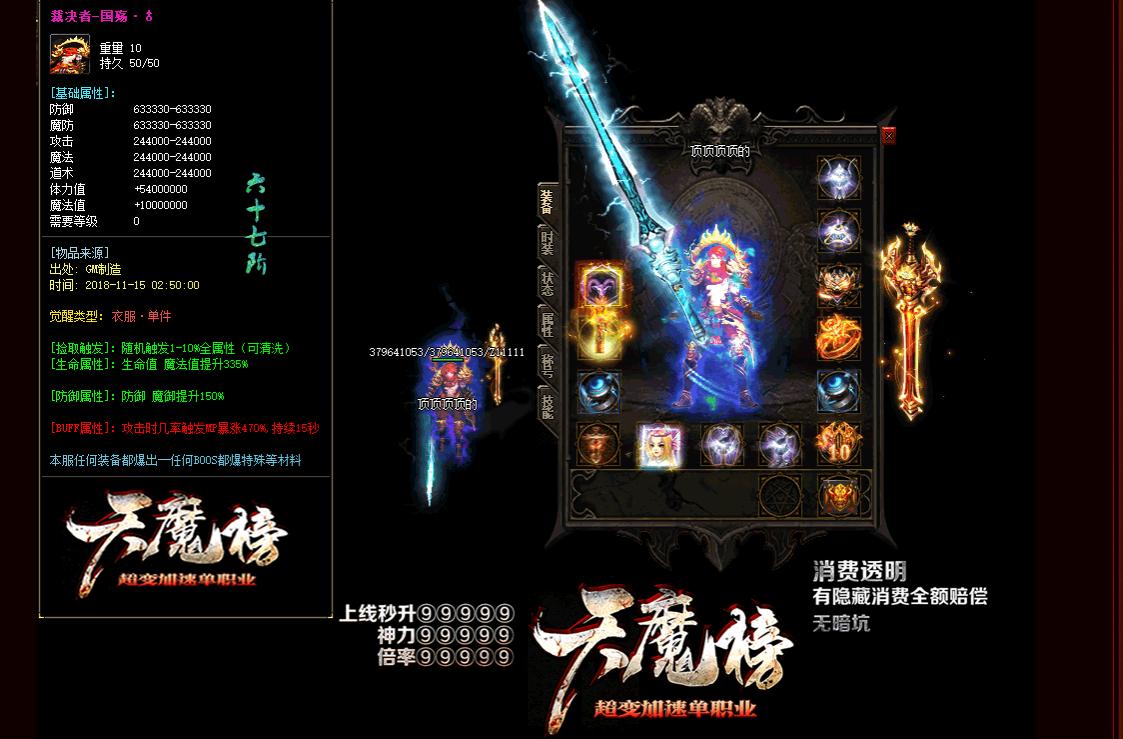 裁决者-国殇·♂
重量 10
持久 50/50
[基础属性]:
防御 633330-633330
魔防 633330-633330
攻击 244000-244000
魔法 244000-244000
道术 244000-244000
体力值 +54000000
魔法值 +10000000
需要等级 0
六十七阶
[物品来源]
出处: GM制造
时间: 2018-11-15 02:50:00
觉醒类型: 衣服·单件
[捡取触发]: 随机触发1-10%全属性（可清洗）
[生命属性]: 生命值 魔法值提升335%
[防御属性]: 防御 魔御提升150%
[BUFF属性]: 攻击时几率触发MP暴涨470%,持续15秒
本服任何装备都爆出一任何BOOS都爆特殊等材料
天魔榜
超变加速单职业
379641053/379641053/Z11111
顶顶顶顶的
顶顶顶顶的
装备
时装
状态
属性
称号
技能
10
上线秒升⑨⑨⑨⑨⑨
神力⑨⑨⑨⑨⑨
倍率⑨⑨⑨⑨⑨
天魔榜
超变加速单职业
消费透明
有隐藏消费全额赔偿
无暗坑